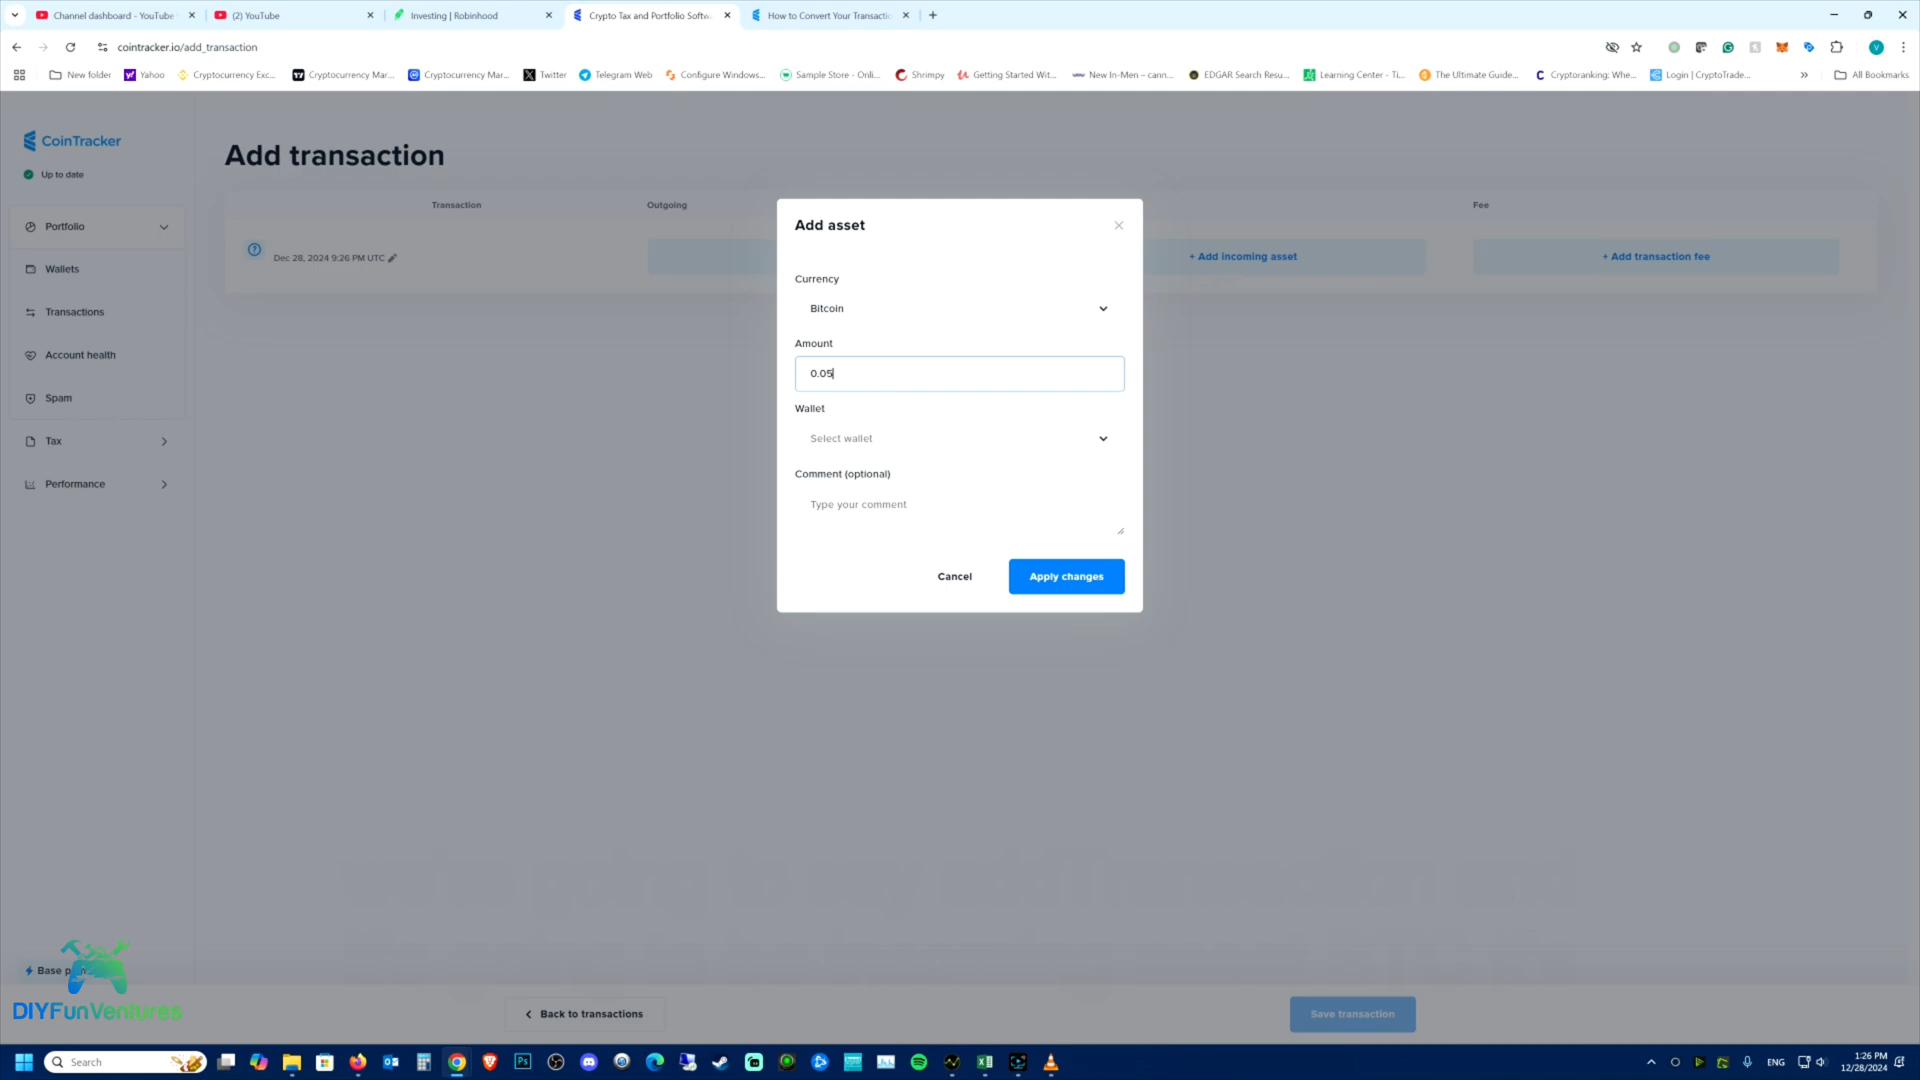 Channel dashboard - YouTube
(2) YouTube
Investing | Robinhood
Crypto Tax and Portfolio Softw
How to Convert Your Transactio
cointracker.io/add_transaction
New folder
Yahoo
Cryptocurrency Exc...
Cryptocurrency Mar...
Cryptocurrency Mar...
Twitter
Telegram Web
Configure Windows...
Sample Store - Onli...
Shrimpy
Getting Started Wit...
New In-Men – cann...
EDGAR Search Resu...
Learning Center - Ti...
The Ultimate Guide...
Cryptoranking: Whe...
Login | CryptoTrade...
All Bookmarks
CoinTracker
Up to date
Portfolio
Wallets
Transactions
Account health
Spam
Tax
Performance
Add transaction
Transaction
Outgoing
Fee
Dec 28, 2024 9:26 PM UTC
+ Add incoming asset
+ Add transaction fee
Add asset
Currency
Bitcoin
Amount
0.05
Wallet
Select wallet
Comment (optional)
Type your comment
Cancel
Apply changes
Base
DIYFunVentures
Back to transactions
Save transaction
Search
ENG
1:26 PM
12/28/2024